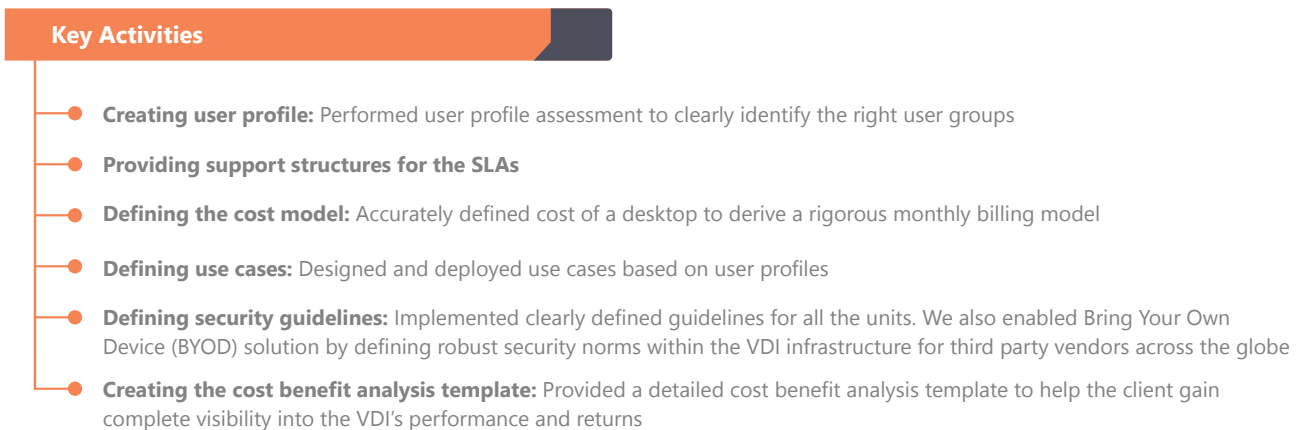 Key Activities
Creating user profile: Performed user profile assessment to clearly identify the right user groups
Providing support structures for the SLAs
Defining the cost model: Accurately defined cost of a desktop to derive a rigorous monthly billing model
Defining use cases: Designed and deployed use cases based on user profiles
Defining security guidelines: Implemented clearly defined guidelines for all the units. We also enabled Bring Your Own
Device (BYOD) solution by defining robust security norms within the VDI infrastructure for third party vendors across the globe
Creating the cost benefit analysis template: Provided a detailed cost benefit analysis template to help the client gain
complete visibility into the VDI’s performance and returns